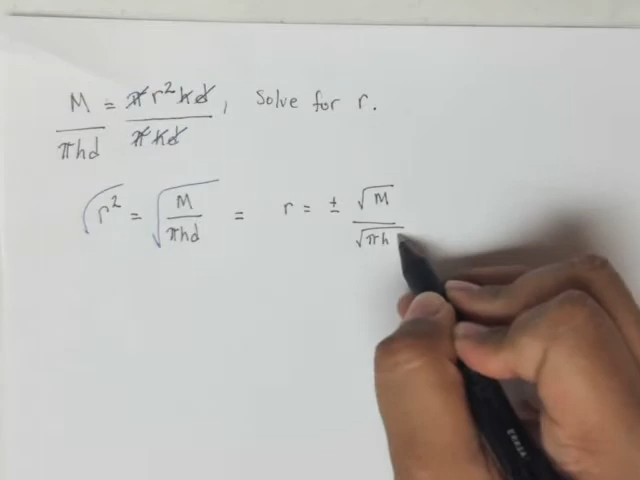 M = πr²hd, Solve for r.
πhd πhd
√r² = √M/πhd = r = ± √M/√πh